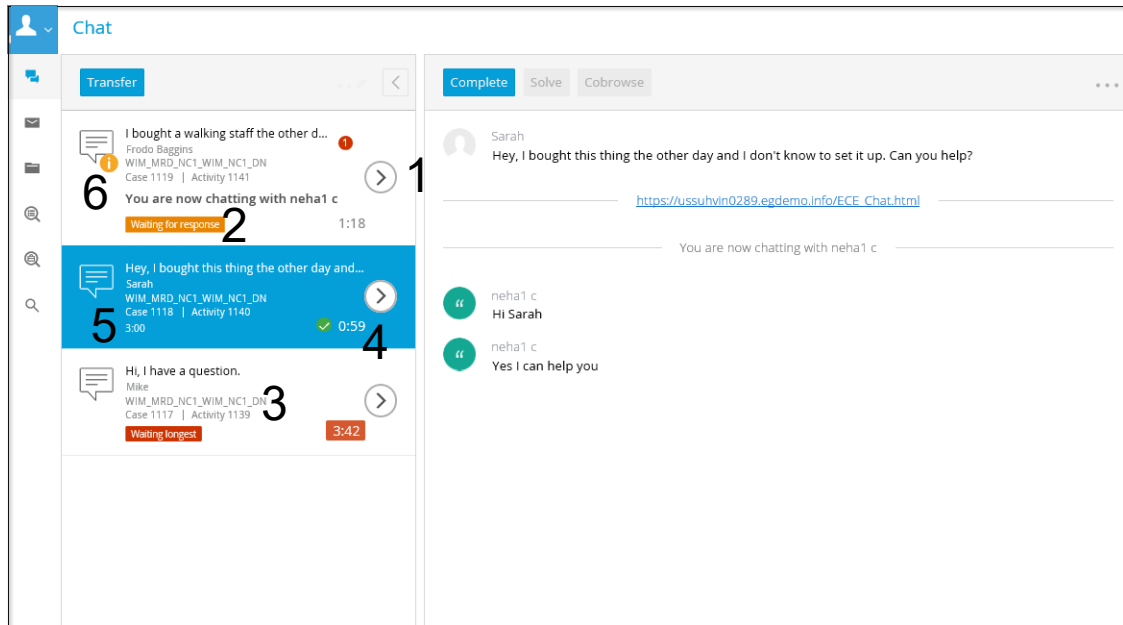 Chat
Transfer
I bought a walking staff the other d...
1
Frodo Baggins
WIM_MRD_NC1_WIM_NC1_DN
Case 1119 | Activity 1141
1
6
You are now chatting with neha1 c
Waiting for response
2
1:18
Hey, I bought this thing the other day and...
Sarah
WIM_MRD_NC1_WIM_NC1_DN
Case 1118 | Activity 1140
5
3:00
0:59
4
Hi, I have a question.
Mike
WIM_MRD_NC1_WIM_NC1_DN
3
Case 1117 | Activity 1139
Waiting longest
3:42
Complete Solve Cobrowse
Sarah
Hey, I bought this thing the other day and I don't know to set it up. Can you help?
https://ussuhvin0289.egdemo.info/ECE_Chat.html
You are now chatting with neha1 c
neha1 c
Hi Sarah
neha1 c
Yes I can help you